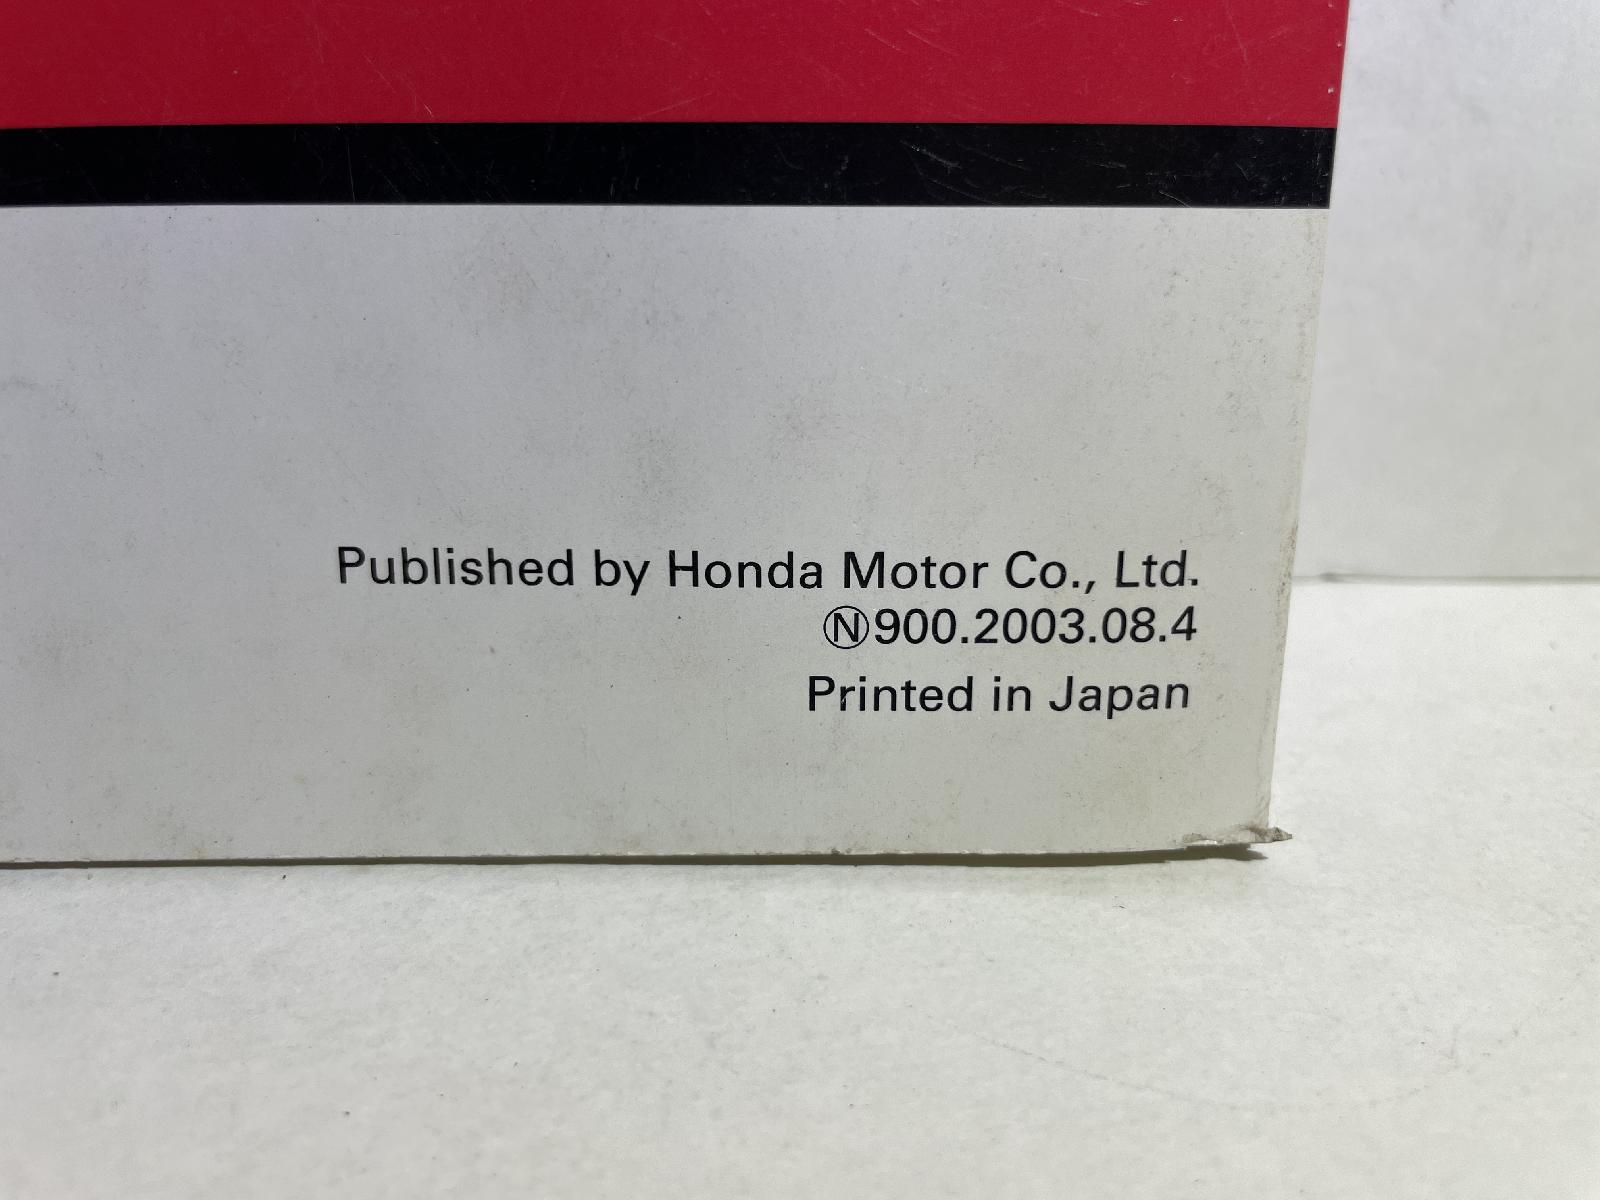 Published by Honda Motor Co., Ltd.
Ⓝ900.2003.08.4
Printed in Japan